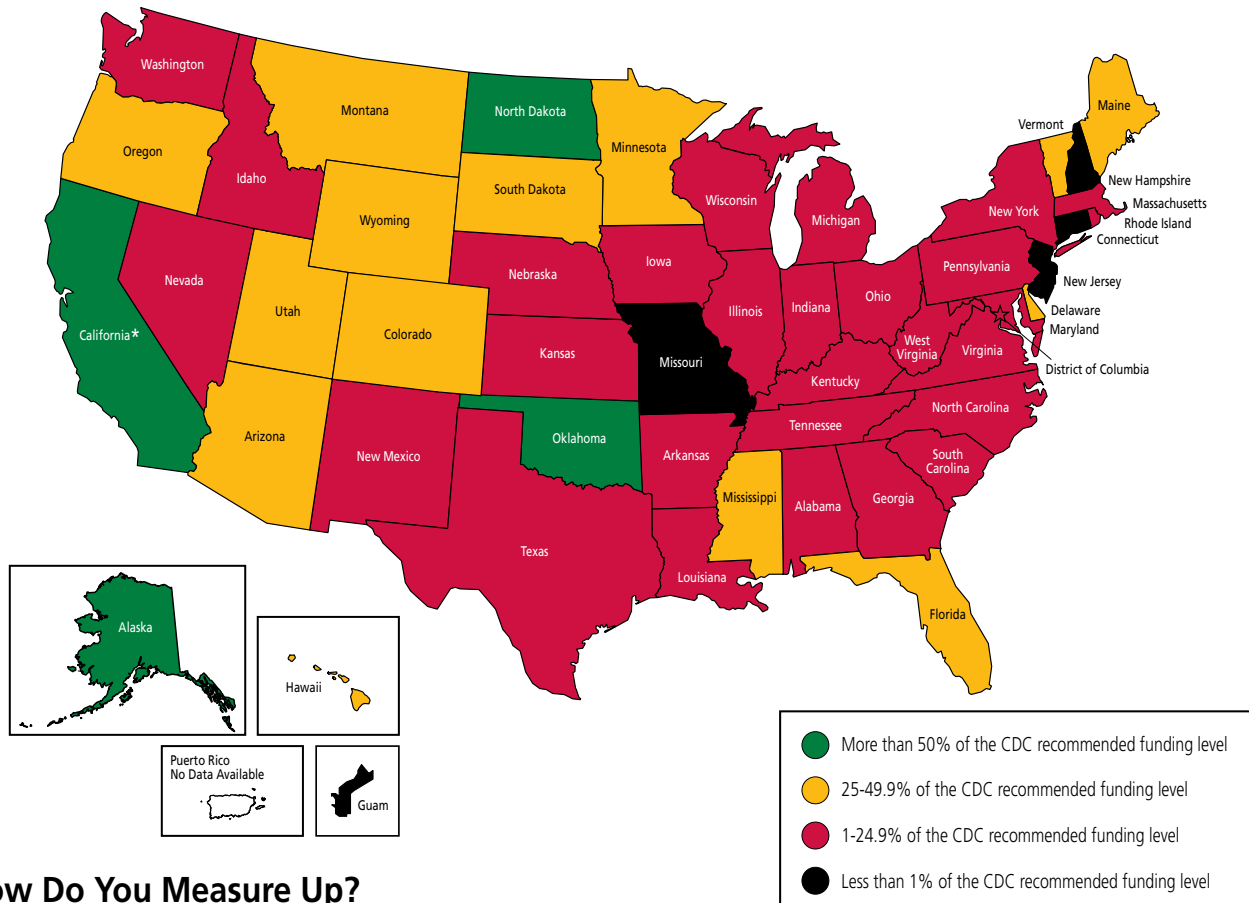 Washington
Montana
North Dakota
Minnesota
Maine
Vermont
Oregon
Idaho
South Dakota
Wisconsin
Michigan
New York
New Hampshire
Massachusetts
Rhode Island
Connecticut
Wyoming
Nebraska
Iowa
Pennsylvania
New Jersey
Nevada
Utah
Colorado
Illinois
Indiana
Ohio
Delaware
Maryland
California*
Kansas
Missouri
West
Virginia
Virginia
District of Columbia
Kentucky
Arizona
New Mexico
Oklahoma
Arkansas
Tennessee
North Carolina
South
Carolina
Mississippi
Alabama
Georgia
Texas
Louisiana
Florida
Alaska
Hawaii
Puerto Rico
No Data Available
Guam
More than 50% of the CDC recommended funding level
25-49.9% of the CDC recommended funding level
1-24.9% of the CDC recommended funding level
Less than 1% of the CDC recommended funding level
ow Do You Measure Up?